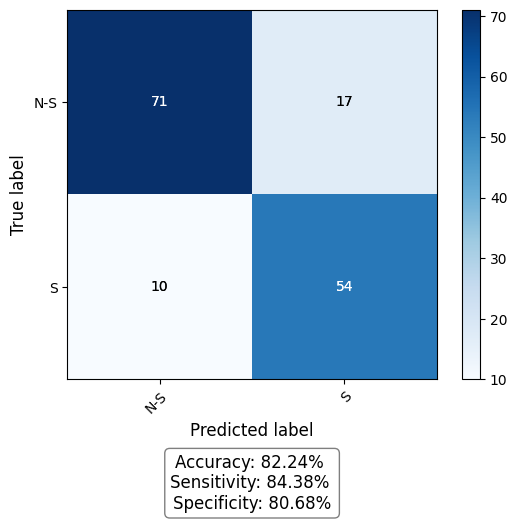 N-S
71
17
S
10
54
N-S
S
True label
Predicted label
70
60
50
40
30
20
10
Accuracy: 82.24%
Sensitivity: 84.38%
Specificity: 80.68%